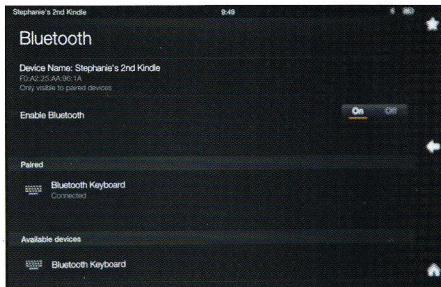 Stephanie's 2nd Kindle 9:49
Bluetooth
Device Name: Stephanie's 2nd Kindle
F0:A2:25:AA:96:1A
Only visible to paired devices
Enable Bluetooth On Off
Paired
Bluetooth Keyboard
Connected
Available devices
Bluetooth Keyboard